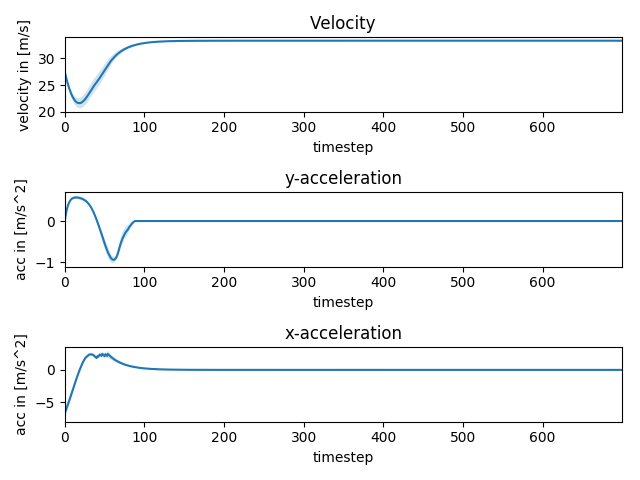 Velocity
velocity in [m/s]
30
25
20
0 100 200 300 400 500 600
timestep
y-acceleration
acc in [m/s^2]
0
−1
0 100 200 300 400 500 600
timestep
x-acceleration
acc in [m/s^2]
0
−5
0 100 200 300 400 500 600
timestep